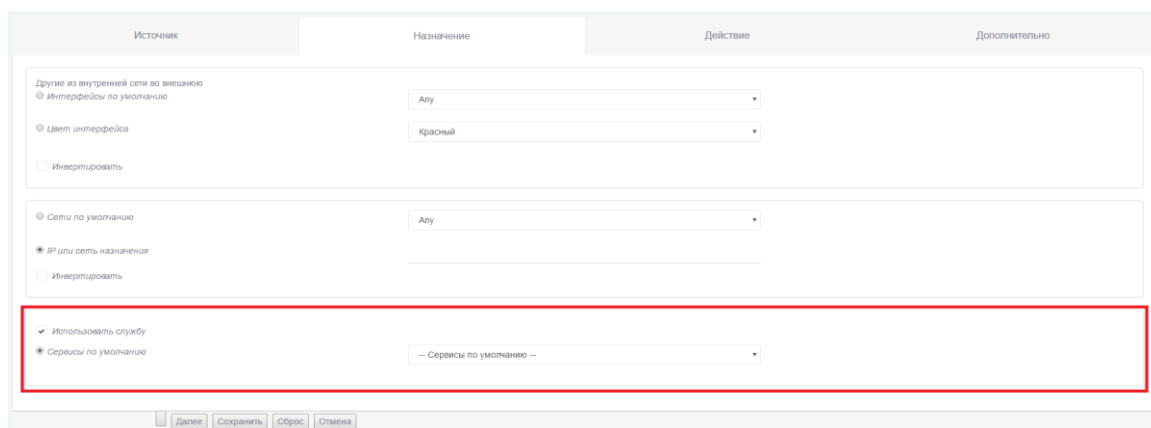 Источник Назначение Действие Дополнительно
Другие из внутренней сети во внешнюю
Интерфейсы по умолчанию Any
Цвет интерфейса Красный
Инвертировать
Сети по умолчанию Any
IP или сеть назначения
Инвертировать
Использовать службу
Сервисы по умолчанию -- Сервисы по умолчанию --
Далее Сохранить Сброс Отмена